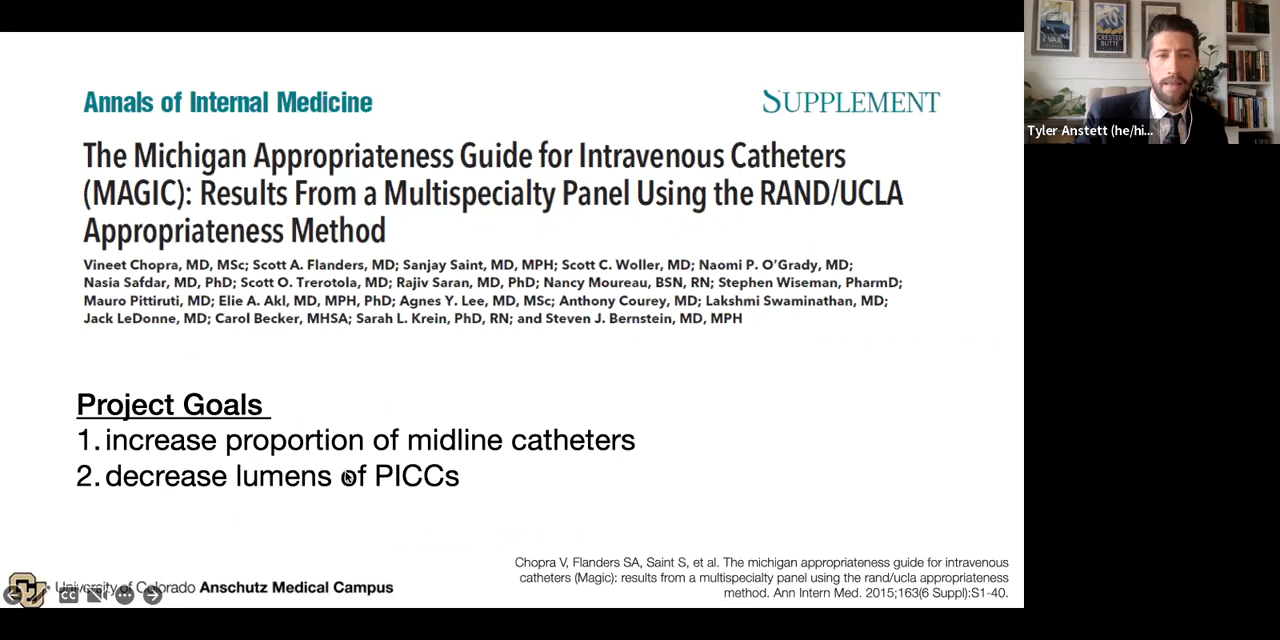 Annals of Internal Medicine
SUPPLEMENT
The Michigan Appropriateness Guide for Intravenous Catheters
(MAGIC): Results From a Multispecialty Panel Using the RAND/UCLA
Appropriateness Method
Vineet Chopra, MD, MSc; Scott A. Flanders, MD; Sanjay Saint, MD, MPH; Scott C. Woller, MD; Naomi P. O’Grady, MD;
Nasia Safdar, MD, PhD; Scott O. Trerotola, MD; Rajiv Saran, MD, PhD; Nancy Moureau, BSN, RN; Stephen Wiseman, PharmD;
Mauro Pittiruti, MD; Elie A. Akl, MD, MPH, PhD; Agnes Y. Lee, MD, MSc; Anthony Courey, MD; Lakshmi Swaminathan, MD;
Jack LeDonne, MD; Carol Becker, MHSA; Sarah L. Krein, PhD, RN; and Steven J. Bernstein, MD, MPH
Project Goals
1. increase proportion of midline catheters
2. decrease lumens of PICCs
Chopra V, Flanders SA, Saint S, et al. The michigan appropriateness guide for intravenous
catheters (Magic): results from a multispecialty panel using the rand/ucla appropriateness
method. Ann Intern Med. 2015;163(6 Suppl):S1-40.
University of Colorado Anschutz Medical Campus
CC
Tyler Anstett (he/hi...
VAIL
CRESTED
BUTTE